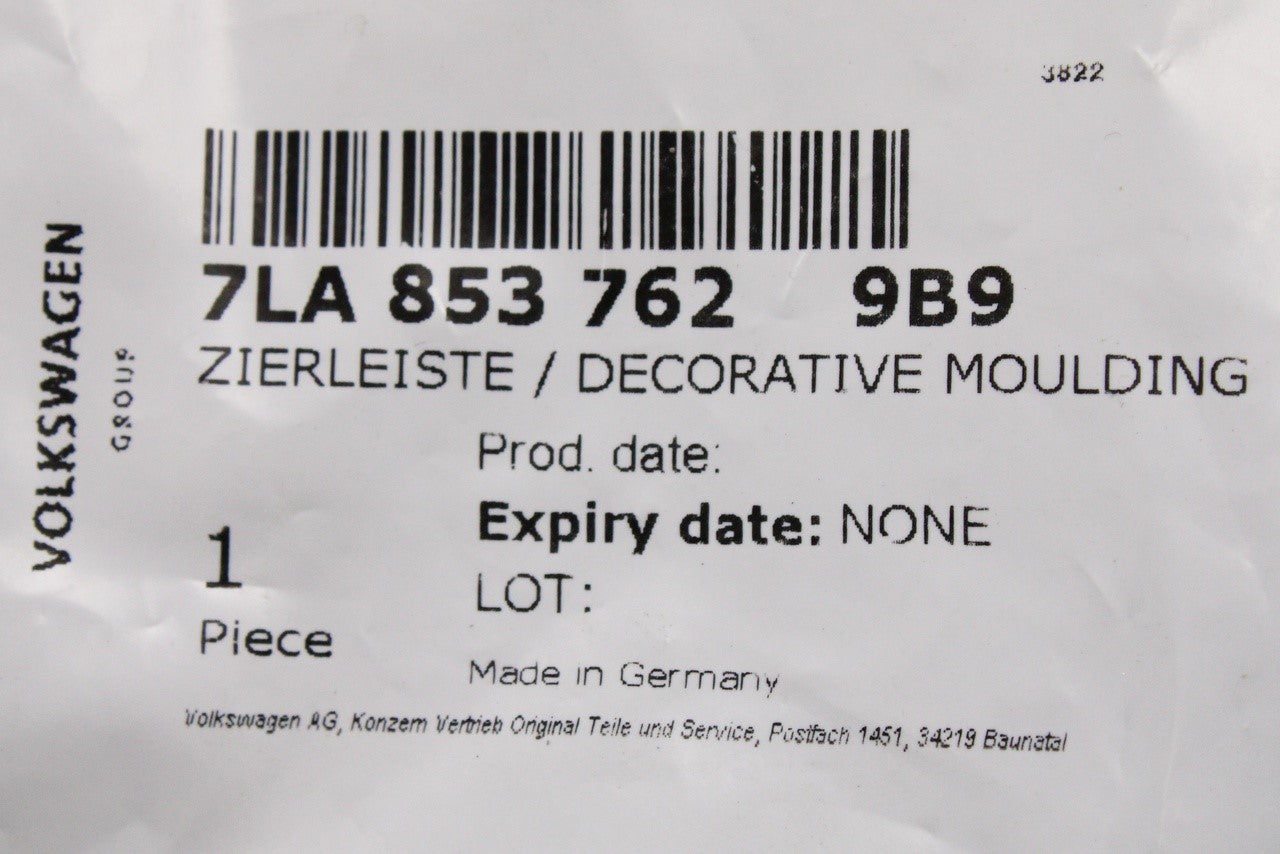 3822
7LA 853 762 9B9
ZIERLEISTE / DECORATIVE MOULDING
Prod. date:
Expiry date: NONE
LOT:
1
Piece
Made in Germany
Volkswagen AG, Konzern Vertrieb Original Teile und Service, Postfach 1451, 34219 Baunatal
VOLKSWAGEN
GROUP